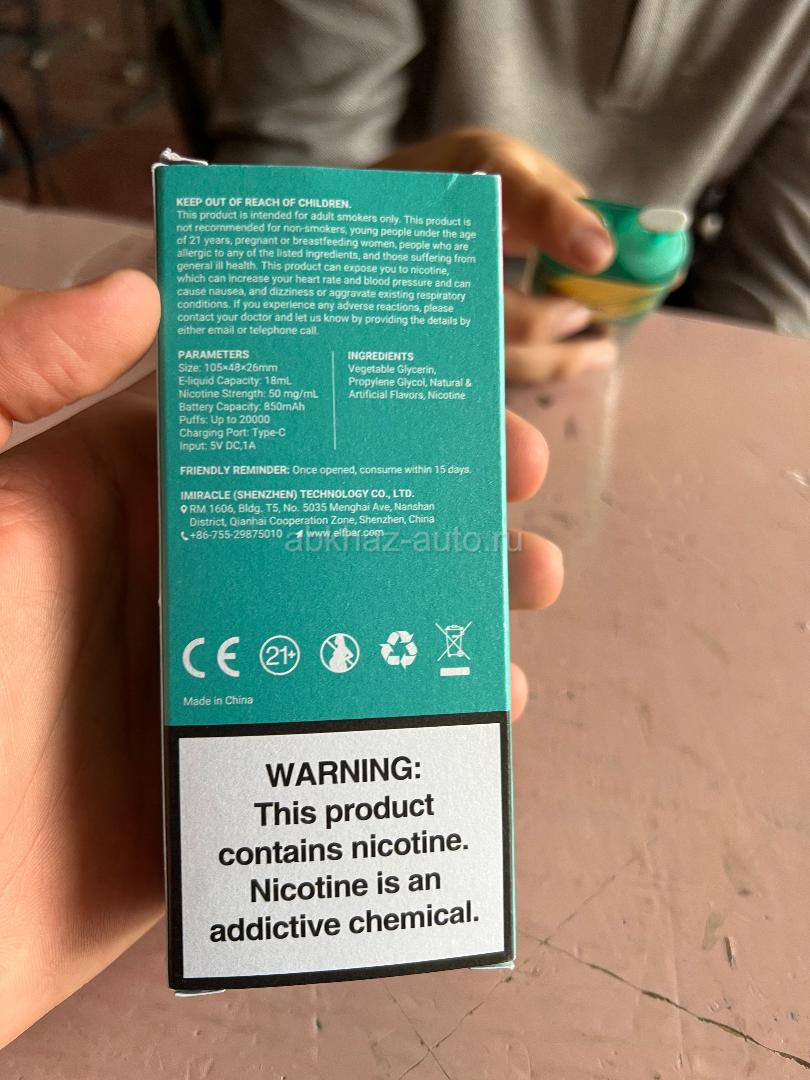 KEEP OUT OF REACH OF CHILDREN.
This product is intended for adult smokers only. This product is
not recommended for non-smokers, young people under the age
of 21 years, pregnant or breastfeeding women, people who are
allergic to any of the listed ingredients, and those suffering from
general ill health. This product can expose you to nicotine,
which can increase your heart rate and blood pressure and can
cause nausea, and dizziness or aggravate existing respiratory
conditions. If you experience any adverse reactions, please
contact your doctor and let us know by providing the details by
either email or telephone call.
PARAMETERS
Size: 105×48×26mm
E-liquid Capacity: 18mL
Nicotine Strength: 50 mg/mL
Battery Capacity: 850mAh
Puffs: Up to 20000
Charging Port: Type-C
Input: 5V DC,1A
INGREDIENTS
Vegetable Glycerin,
Propylene Glycol, Natural &
Artificial Flavors, Nicotine
FRIENDLY REMINDER: Once opened, consume within 15 days.
IMIRACLE (SHENZHEN) TECHNOLOGY CO., LTD.
RM 1606, Bldg. T5, No. 5035 Menghai Ave, Nanshan
District, Qianhai Cooperation Zone, Shenzhen, China
+86-755-29875010 www.elfbar.com
abkhaz-auto.ru
CE 21+
Made in China
WARNING:
This product
contains nicotine.
Nicotine is an
addictive chemical.